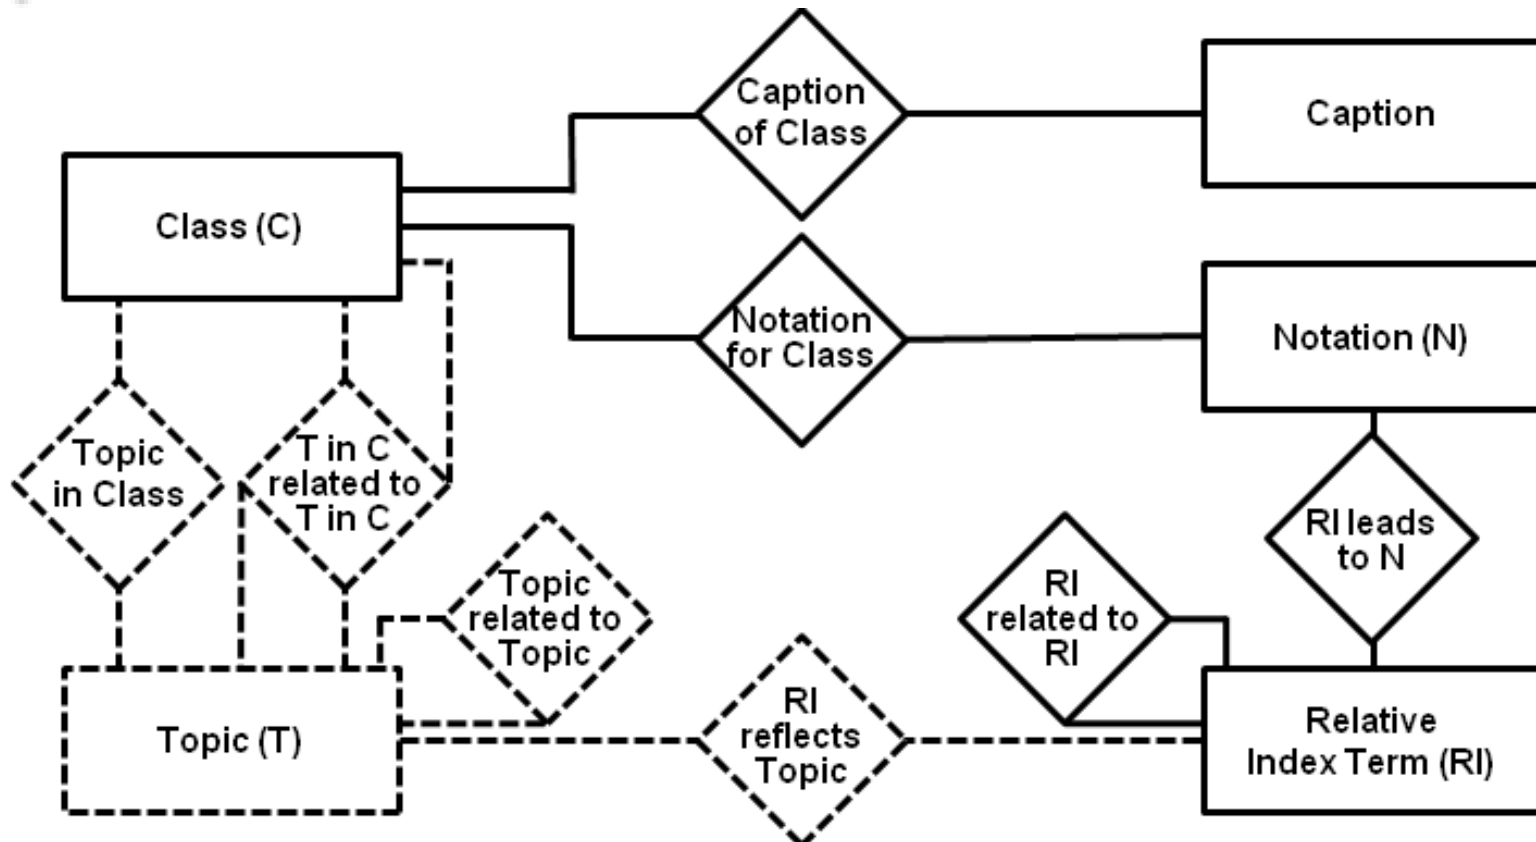 Caption
of Class
Caption
Class (C)
Notation
for Class
Notation (N)
Topic
in Class
T in C
related to
T in C
RI leads
to N
Topic
related to
Topic
RI
related to
RI
Topic (T)
RI
reflects
Topic
Relative
Index Term (RI)